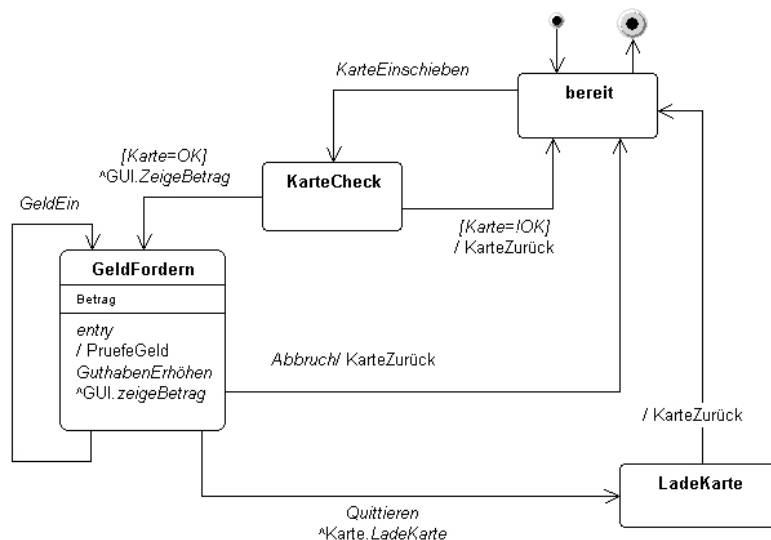 KarteEinschieben
bereit
[Karte=OK]
^GUI.ZeigeBetrag
KarteCheck
GeldEin
[Karte=!OK]
/ KarteZurück
GeldFordern
Betrag
entry
/ PruefeGeld
GuthabenErhöhen
^GUI.zeigeBetrag
Abbruch/ KarteZurück
/ KarteZurück
LadeKarte
Quittieren
^Karte.LadeKarte